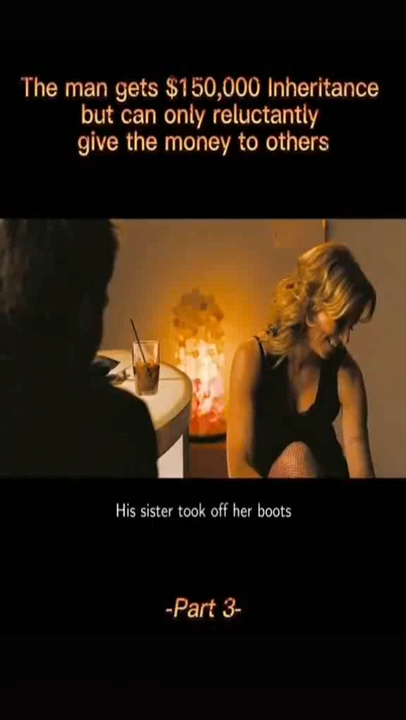 The man gets $150,000 Inheritance
but can only reluctantly
give the money to others
His sister took off her boots
-Part 3-